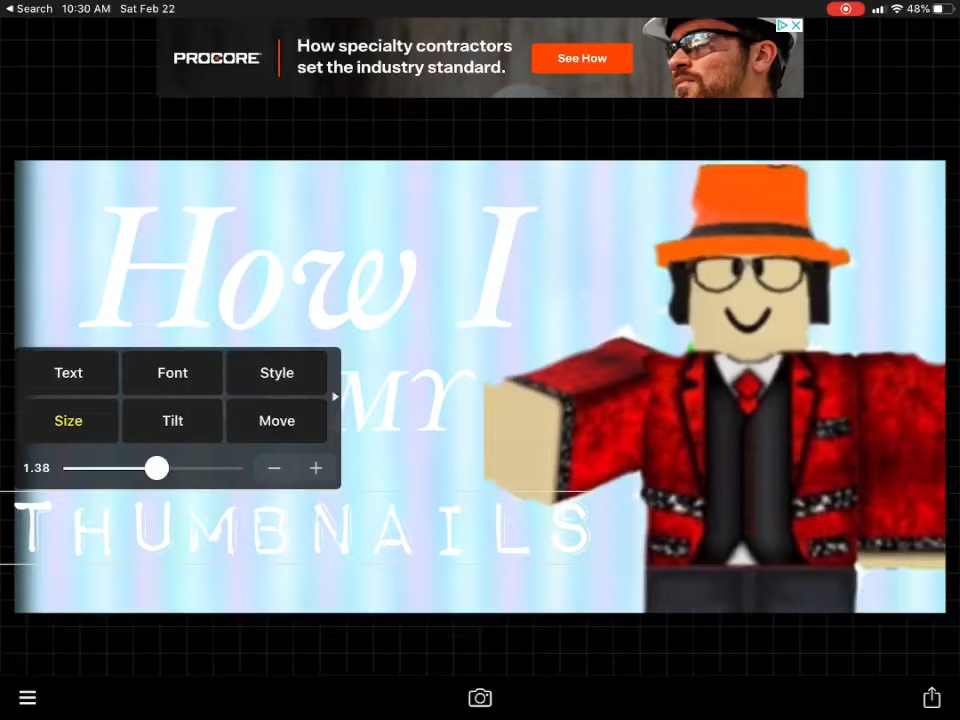 Search 10:30 AM Sat Feb 22 48%
PROCORE
How specialty contractors
set the industry standard.
See How
How I
Text Font Style
MY
Size Tilt Move
1.38
THUMBNAILS